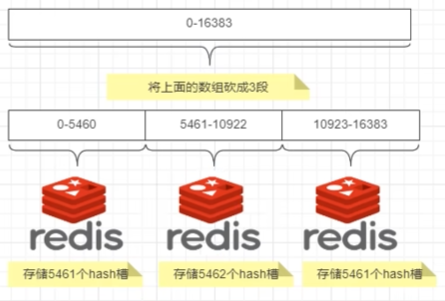 0-16383
将上面的数组砍成3段
0-5460
5461-10922
10923-16383
redis
redis
redis
存储5461个hash槽
存储5462个hash槽
存储5461个hash槽